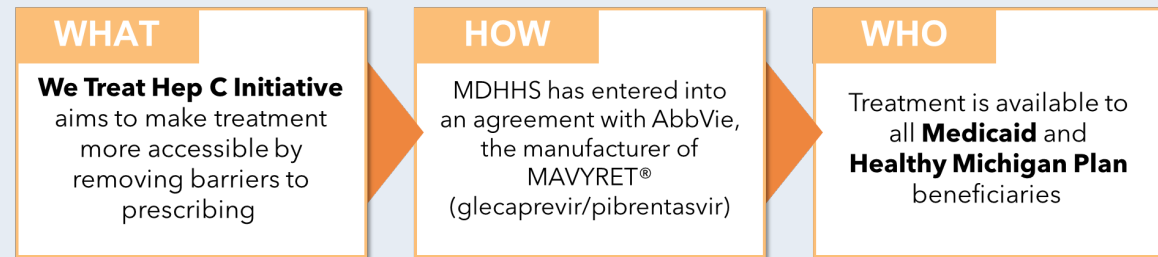 WHAT
We Treat Hep C Initiative
aims to make treatment
more accessible by
removing barriers to
prescribing
HOW
MDHHS has entered into
an agreement with AbbVie,
the manufacturer of
MAVYRET®
(glecaprevir/pibrentasvir)
WHO
Treatment is available to
all Medicaid and
Healthy Michigan Plan
beneficiaries